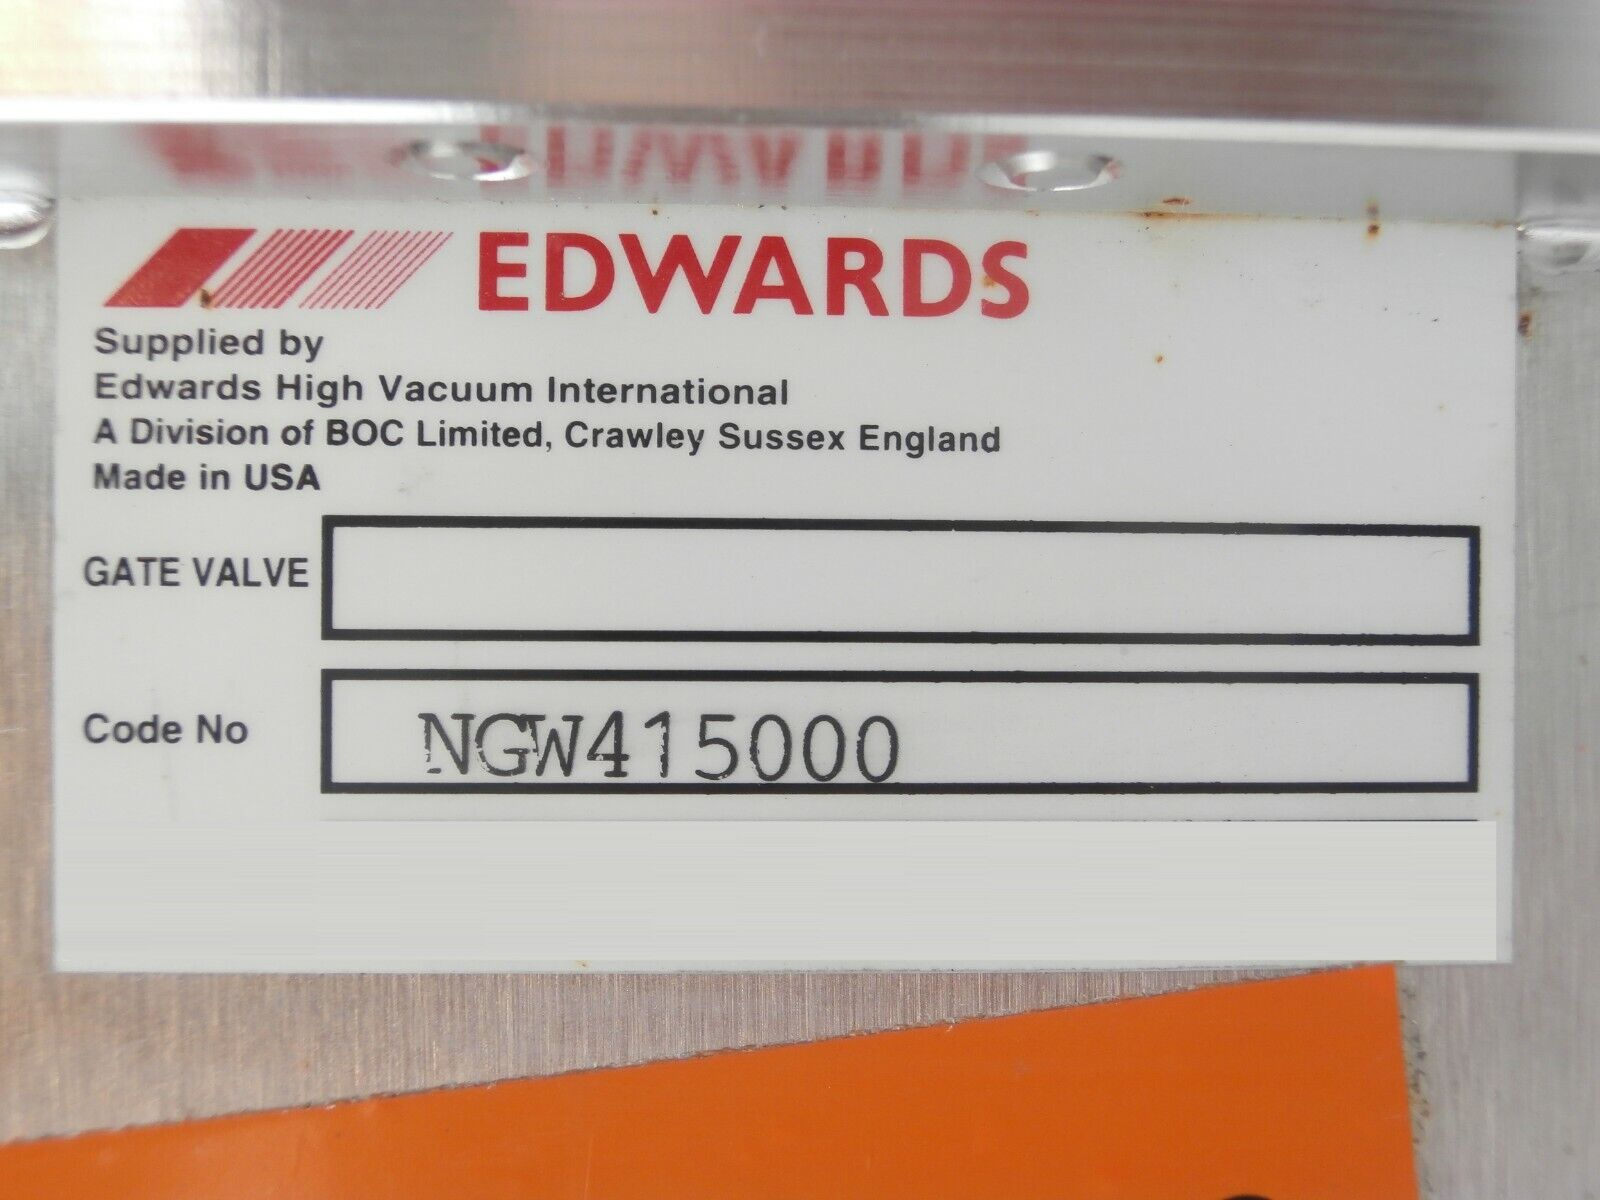 EDWARDS
Supplied by
Edwards High Vacuum International
A Division of BOC Limited, Crawley Sussex England
Made in USA
GATE VALVE
Code No NGW415000